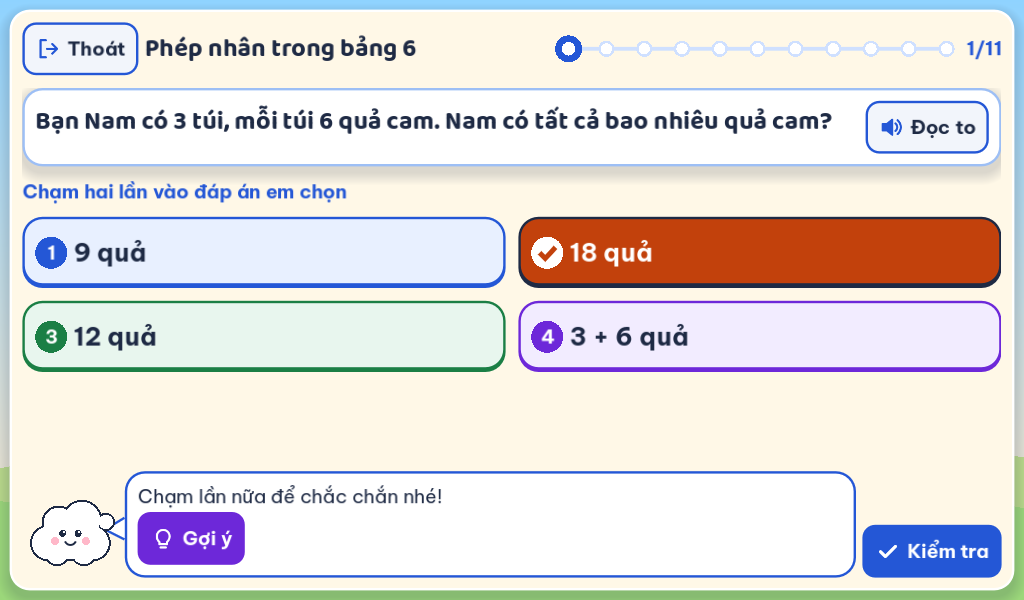 Thoát
Phép nhân trong bảng 6
1/11
Bạn Nam có 3 túi, mỗi túi 6 quả cam. Nam có tất cả bao nhiêu quả cam?
Đọc to
Chạm hai lần vào đáp án em chọn
1 9 quả
18 quả
3 12 quả
4 3 + 6 quả
Chạm lần nữa để chắc chắn nhé!
Gợi ý
Kiểm tra